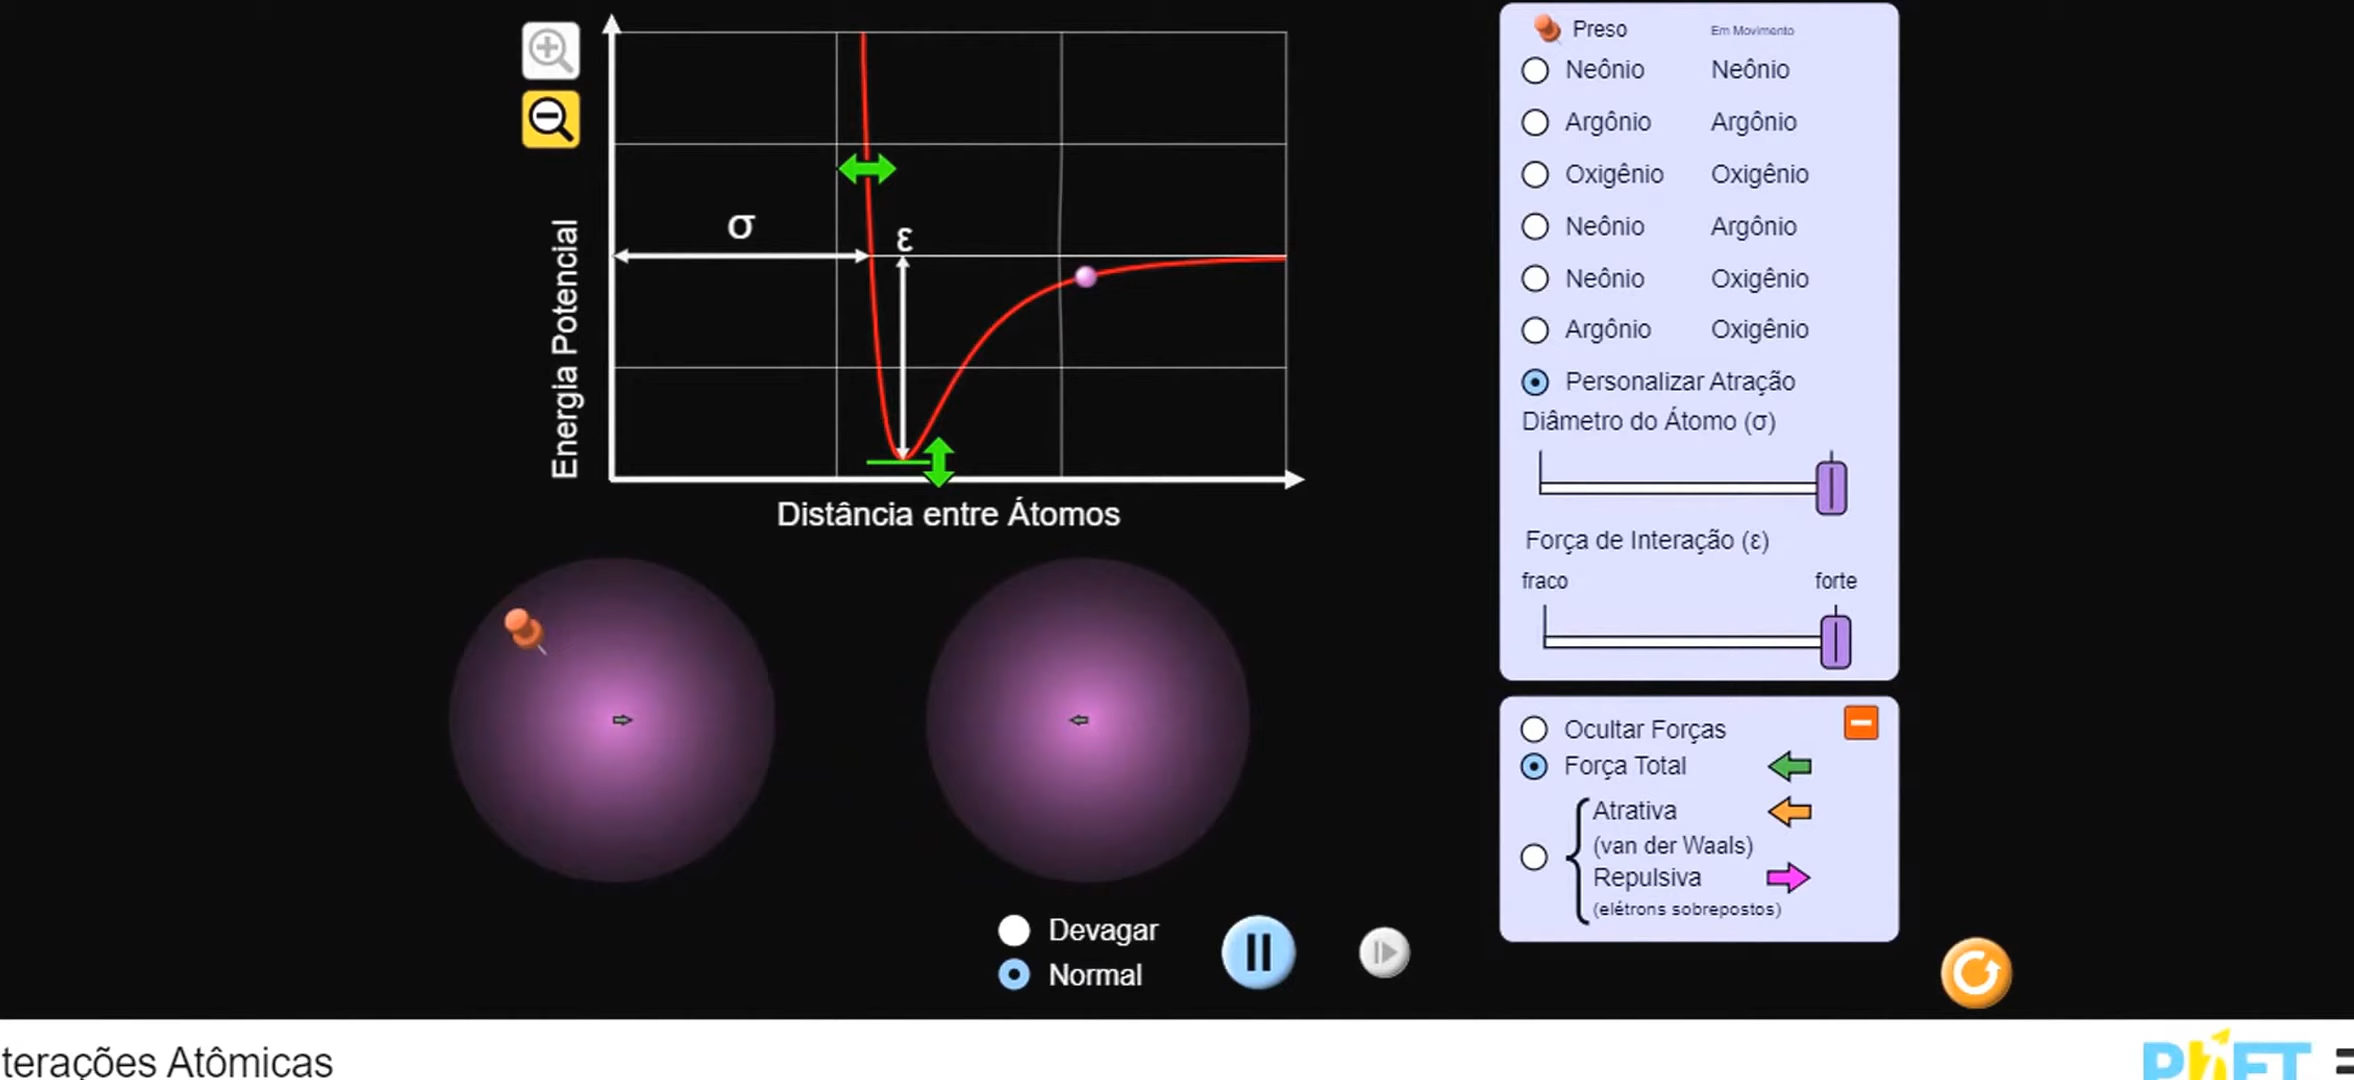 Energia Potencial
σ
ε
Distância entre Átomos
Preso Em Movimento
Neônio Neônio
Argônio Argônio
Oxigênio Oxigênio
Neônio Argônio
Neônio Oxigênio
Argônio Oxigênio
Personalizar Atração
Diâmetro do Átomo (σ)
Força de Interação (ε)
fraco forte
Ocultar Forças
Força Total
Atrativa
(van der Waals)
Repulsiva
(elétrons sobrepostos)
Devagar
Normal
terações Atômicas
PhET